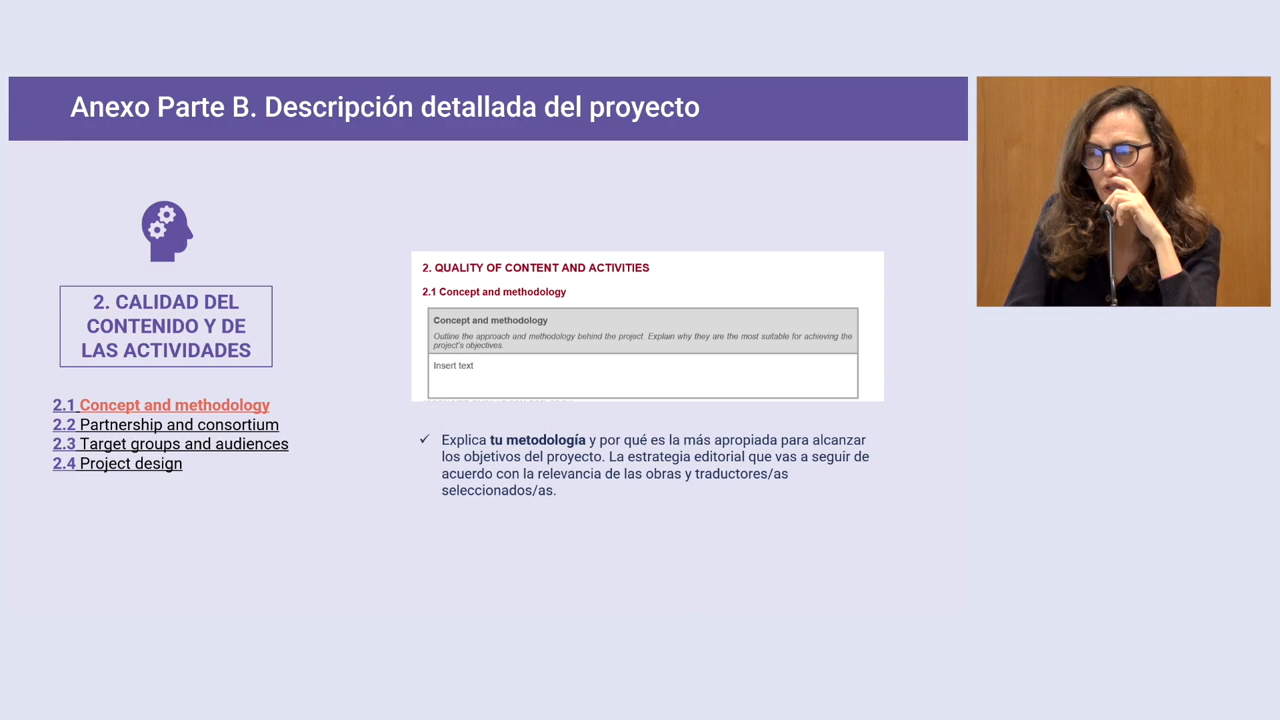 Anexo Parte B. Descripción detallada del proyecto
2. CALIDAD DEL
CONTENIDO Y DE
LAS ACTIVIDADES
2.1 Concept and methodology
2.2 Partnership and consortium
2.3 Target groups and audiences
2.4 Project design
2. QUALITY OF CONTENT AND ACTIVITIES
2.1 Concept and methodology
Concept and methodology
Outline the approach and methodology behind the project. Explain why they are the most suitable for achieving the
project's objectives.
Insert text
✓ Explica tu metodología y por qué es la más apropiada para alcanzar
los objetivos del proyecto. La estrategia editorial que vas a seguir de
acuerdo con la relevancia de las obras y traductores/as
seleccionados/as.